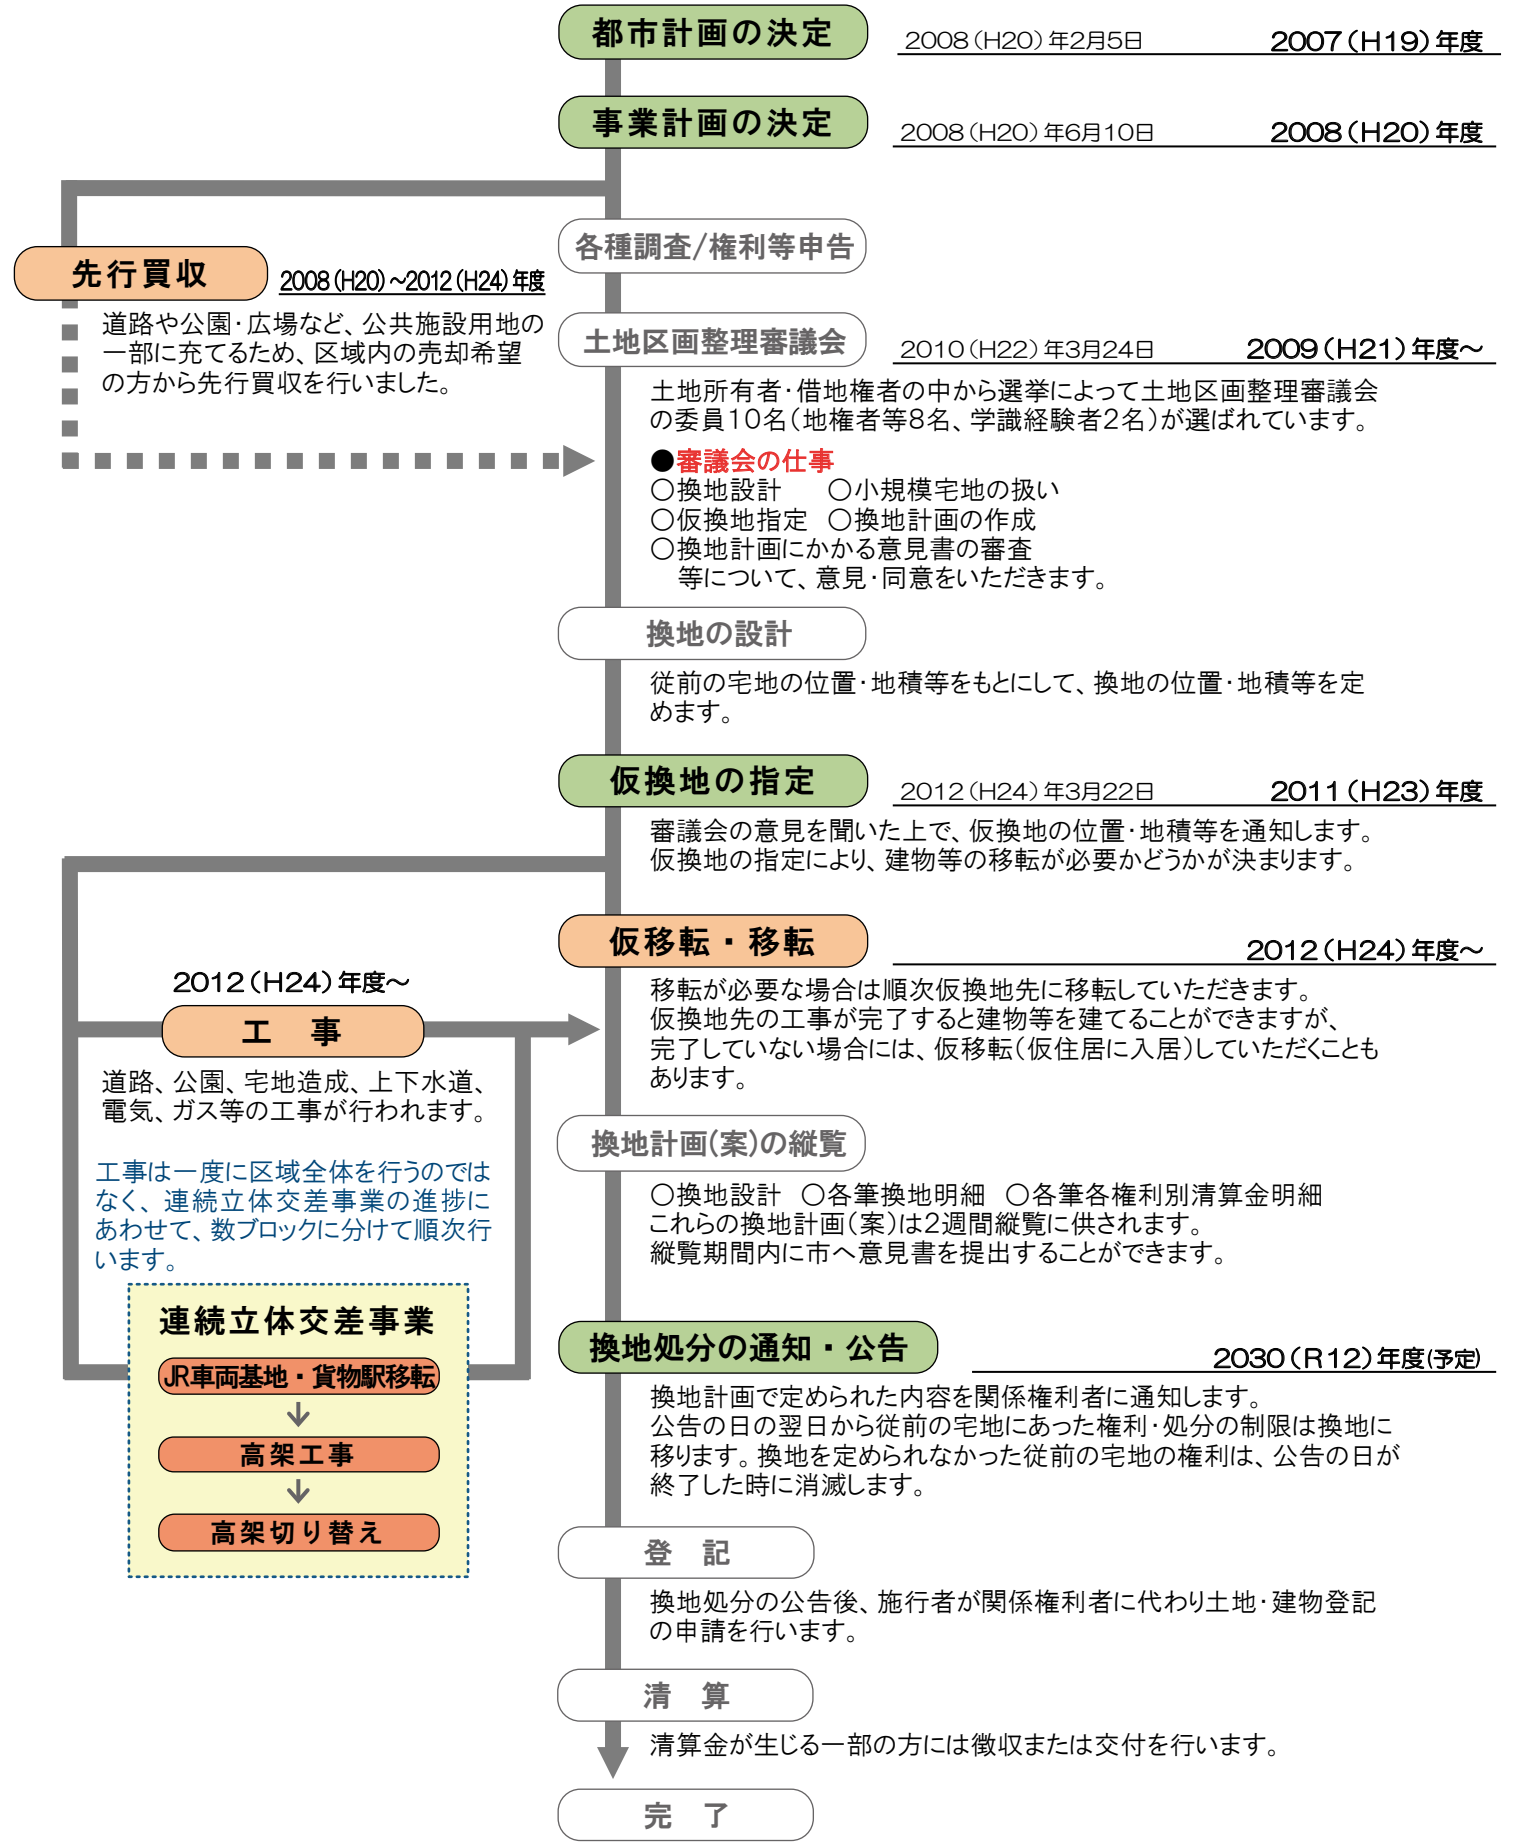 都市計画の決定
2008(H20)年2月5日 2007(H19)年度
事業計画の決定
2008(H20)年6月10日 2008(H20)年度
各種調査/権利等申告
先行買収
2008(H20)～2012(H24)年度
道路や公園・広場など、公共施設用地の
一部に充てるため、区域内の売却希望
の方から先行買収を行いました。
土地区画整理審議会
2010(H22)年3月24日 2009(H21)年度～
土地所有者・借地権者の中から選挙によって土地区画整理審議会
の委員10名(地権者等8名、学識経験者2名)が選ばれています。
●審議会の仕事
○換地設計 ○小規模宅地の扱い
○仮換地指定 ○換地計画の作成
○換地計画にかかる意見書の審査
等について、意見・同意をいただきます。
換地の設計
従前の宅地の位置・地積等をもとにして、換地の位置・地積等を定
めます。
仮換地の指定
2012(H24)年3月22日 2011(H23)年度
審議会の意見を聞いた上で、仮換地の位置・地積等を通知します。
仮換地の指定により、建物等の移転が必要かどうかが決まります。
仮移転・移転
2012(H24)年度～
移転が必要な場合は順次仮換地先に移転していただきます。
仮換地先の工事が完了すると建物等を建てることができますが、
完了していない場合には、仮移転(仮住居に入居)していただくことも
あります。
2012(H24)年度～
工 事
道路、公園、宅地造成、上下水道、
電気、ガス等の工事が行われます。
工事は一度に区域全体を行うのでは
なく、連続立体交差事業の進捗に
あわせて、数ブロックに分けて順次行
います。
連続立体交差事業
JR車両基地・貨物駅移転
高架工事
高架切り替え
換地計画(案)の縦覧
○換地設計 ○各筆換地明細 ○各筆各権利別清算金明細
これらの換地計画(案)は2週間縦覧に供されます。
縦覧期間内に市へ意見書を提出することができます。
換地処分の通知・公告
2030(R12)年度(予定)
換地計画で定められた内容を関係権利者に通知します。
公告の日の翌日から従前の宅地にあった権利・処分の制限は換地に
移ります。換地を定められなかった従前の宅地の権利は、公告の日が
終了した時に消滅します。
登 記
換地処分の公告後、施行者が関係権利者に代わり土地・建物登記
の申請を行います。
清 算
清算金が生じる一部の方には徴収または交付を行います。
完 了